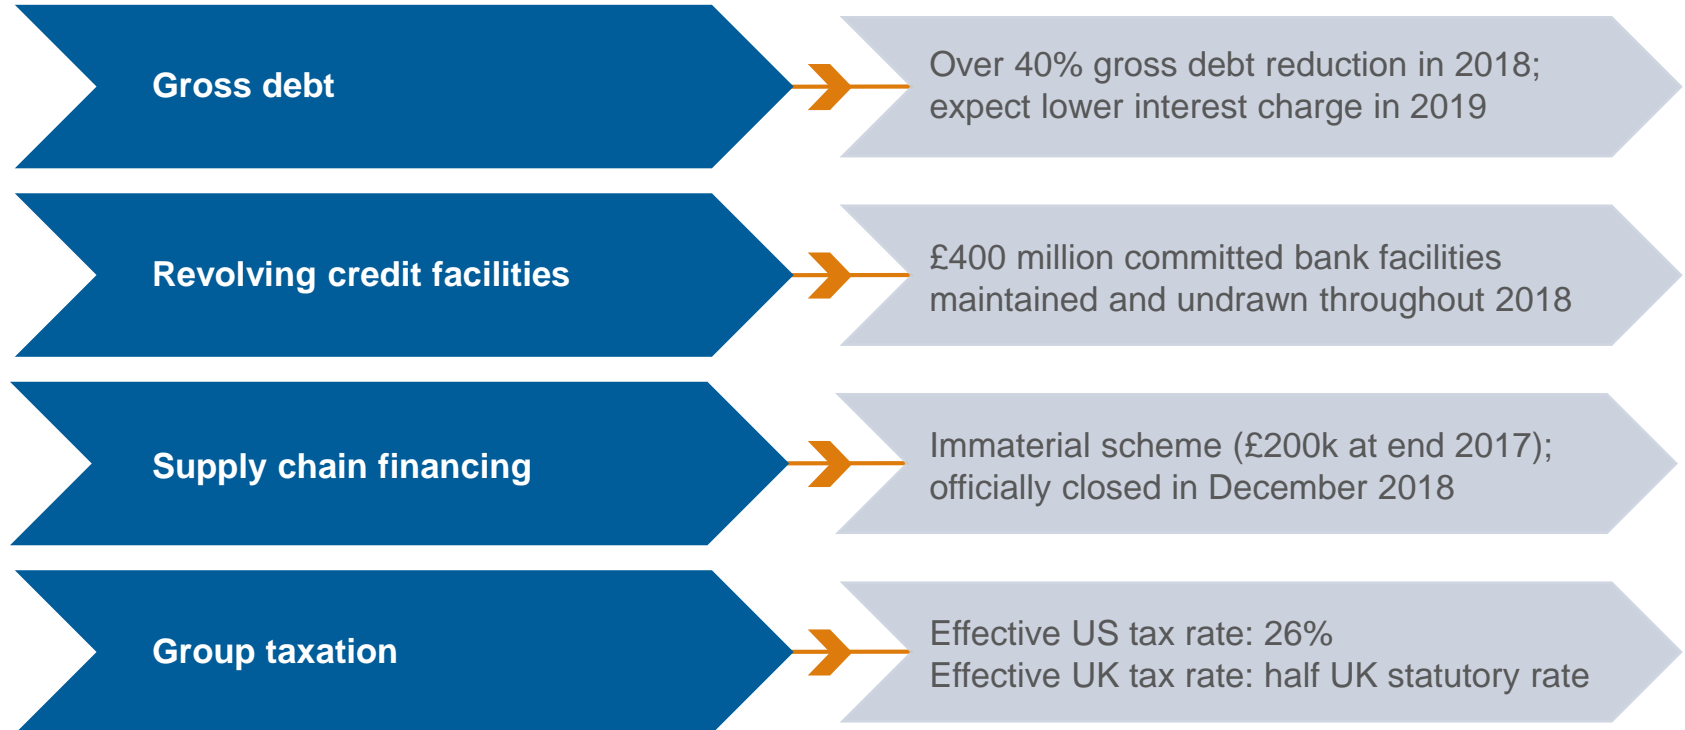 Gross debt
Over 40% gross debt reduction in 2018;
expect lower interest charge in 2019
Revolving credit facilities
£400 million committed bank facilities
maintained and undrawn throughout 2018
Supply chain financing
Immaterial scheme (£200k at end 2017);
officially closed in December 2018
Group taxation
Effective US tax rate: 26%
Effective UK tax rate: half UK statutory rate